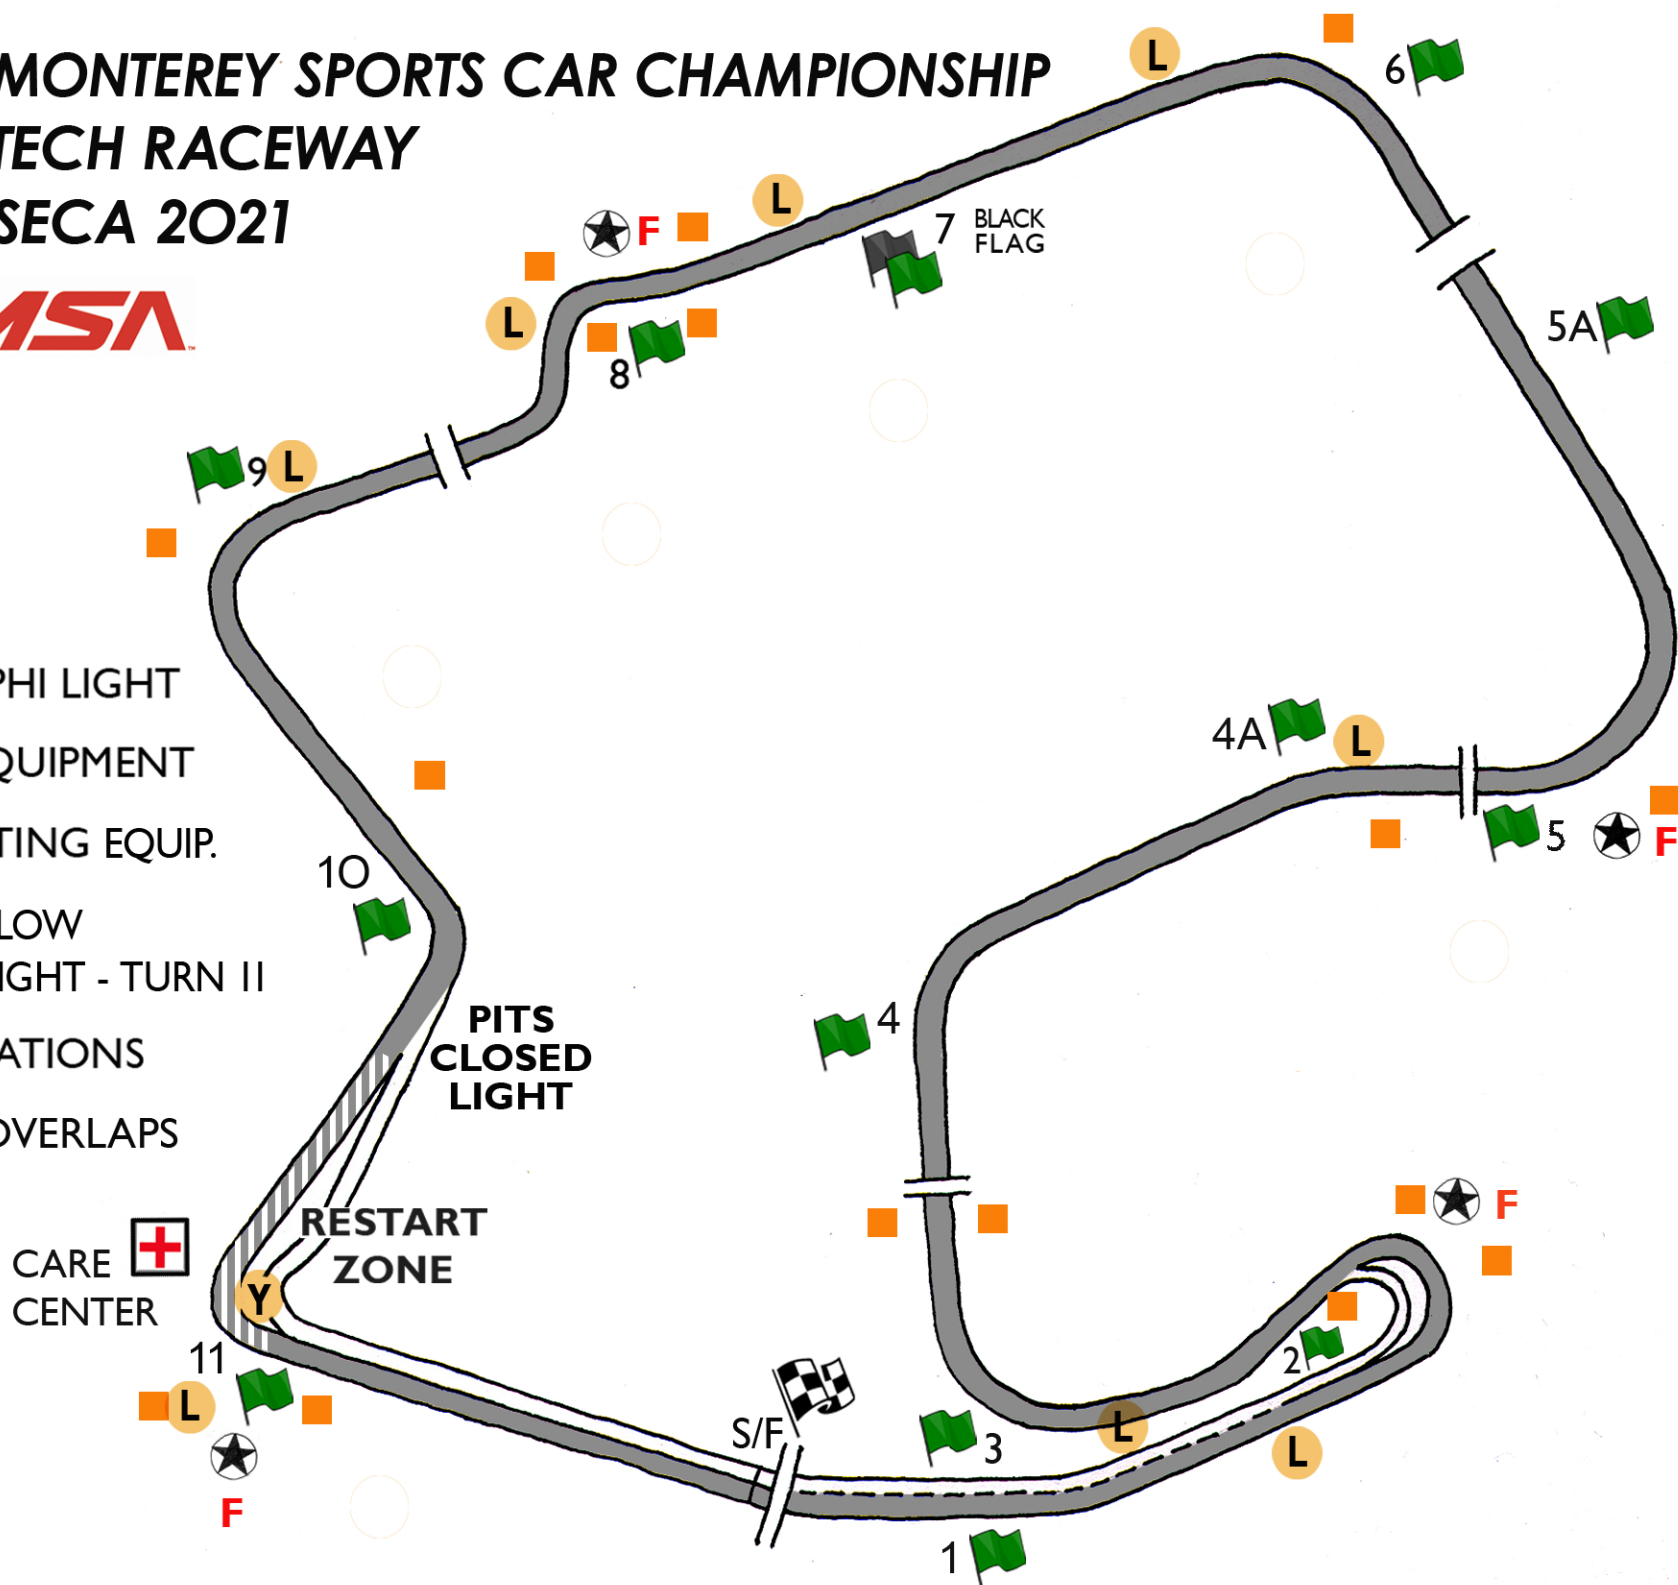 MONTEREY SPORTS CAR CHAMPIONSHIP
TECH RACEWAY
SECA 2021
MSA
L
6
L
F
7 BLACK
FLAG
L
8
5A
9 L
PHI LIGHT
4A L
QUIPMENT
5
F
TING EQUIP.
10
LOW
IGHT - TURN 11
4
PITS
CLOSED
LIGHT
ATIONS
OVERLAPS
F
RESTART
ZONE
CARE
CENTER
Y
11
2
L
S/F
3
L
L
F
1